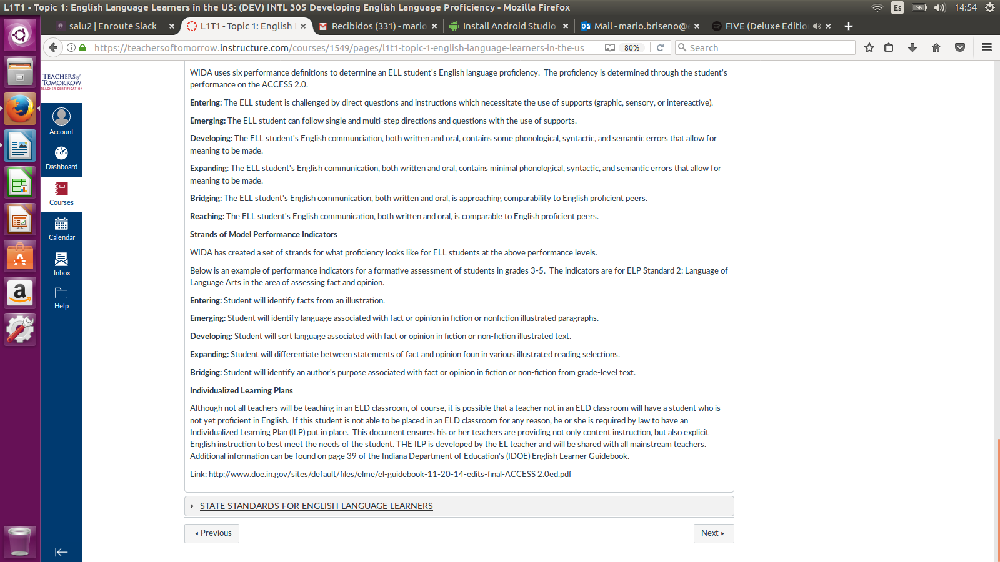 L1T1 - Topic 1: English Language Learners in the US: (DEV) INTL 305 Developing English Language Proficiency - Mozilla Firefox
Es
14:54
# salu2 | Enroute Slack
L1T1 - Topic 1: English
Recibidos (331) - mario
Install Android Studio
Mail - mario.briseno@
FIVE (Deluxe Editio
https://teachersoftomorrow.instructure.com/courses/1549/pages/l1t1-topic-1-english-language-learners-in-the-us
80%
Search
TEACHERS of
TOMORROW
TEACHER CERTIFICATION
Account
Dashboard
Courses
Calendar
Inbox
Help
WIDA uses six performance definitions to determine an ELL student's English language proficiency.  The proficiency is determined through the student's
performance on the ACCESS 2.0.
Entering: The ELL student is challenged by direct questions and instructions which necessitate the use of supports (graphic, sensory, or intereactive).
Emerging: The ELL student can follow single and multi-step directions and questions with the use of supports.
Developing: The ELL student's English communciation, both written and oral, contains some phonological, syntactic, and semantic errors that allow for
meaning to be made.
Expanding: The ELL student's English communication, both written and oral, contains minimal phonological, syntactic, and semantic errors that allow for
meaning to be made.
Bridging: The ELL student's English communication, both written and oral, is approaching comparability to English proficient peers.
Reaching: The ELL student's English communication, both written and oral, is comparable to English proficient peers.
Strands of Model Performance Indicators
WIDA has created a set of strands for what proficiency looks like for ELL students at the above performance levels.
Below is an example of performance indicators for a formative assessment of students in grades 3-5.  The indicators are for ELP Standard 2: Language of
Language Arts in the area of assessing fact and opinion.
Entering: Student will identify facts from an illustration.
Emerging: Student will identify language associated with fact or opinion in fiction or nonfiction illustrated paragraphs.
Developing: Student will sort language associated with fact or opinion in fiction or non-fiction illustrated text.
Expanding: Student will differentiate between statements of fact and opinion foun in various illustrated reading selections.
Bridging: Student will identify an author's purpose associated with fact or opinion in fiction or non-fiction from grade-level text.
Individualized Learning Plans
Although not all teachers will be teaching in an ELD classroom, of course, it is possible that a teacher not in an ELD classroom will have a student who is
not yet proficient in English.  If this student is not able to be placed in an ELD classroom for any reason, he or she is required by law to have an
Individualized Learning Plan (ILP) put in place.  This document ensures his or her teachers are providing not only content instruction, but also explicit
English instruction to best meet the needs of the student. THE ILP is developed by the EL teacher and will be shared with all mainstream teachers.
Additional information can be found on page 39 of the Indiana Department of Education's (IDOE) English Learner Guidebook.
Link: http://www.doe.in.gov/sites/default/files/elme/el-guidebook-11-20-14-edits-final-ACCESS 2.0ed.pdf
STATE STANDARDS FOR ENGLISH LANGUAGE LEARNERS
Previous
Next